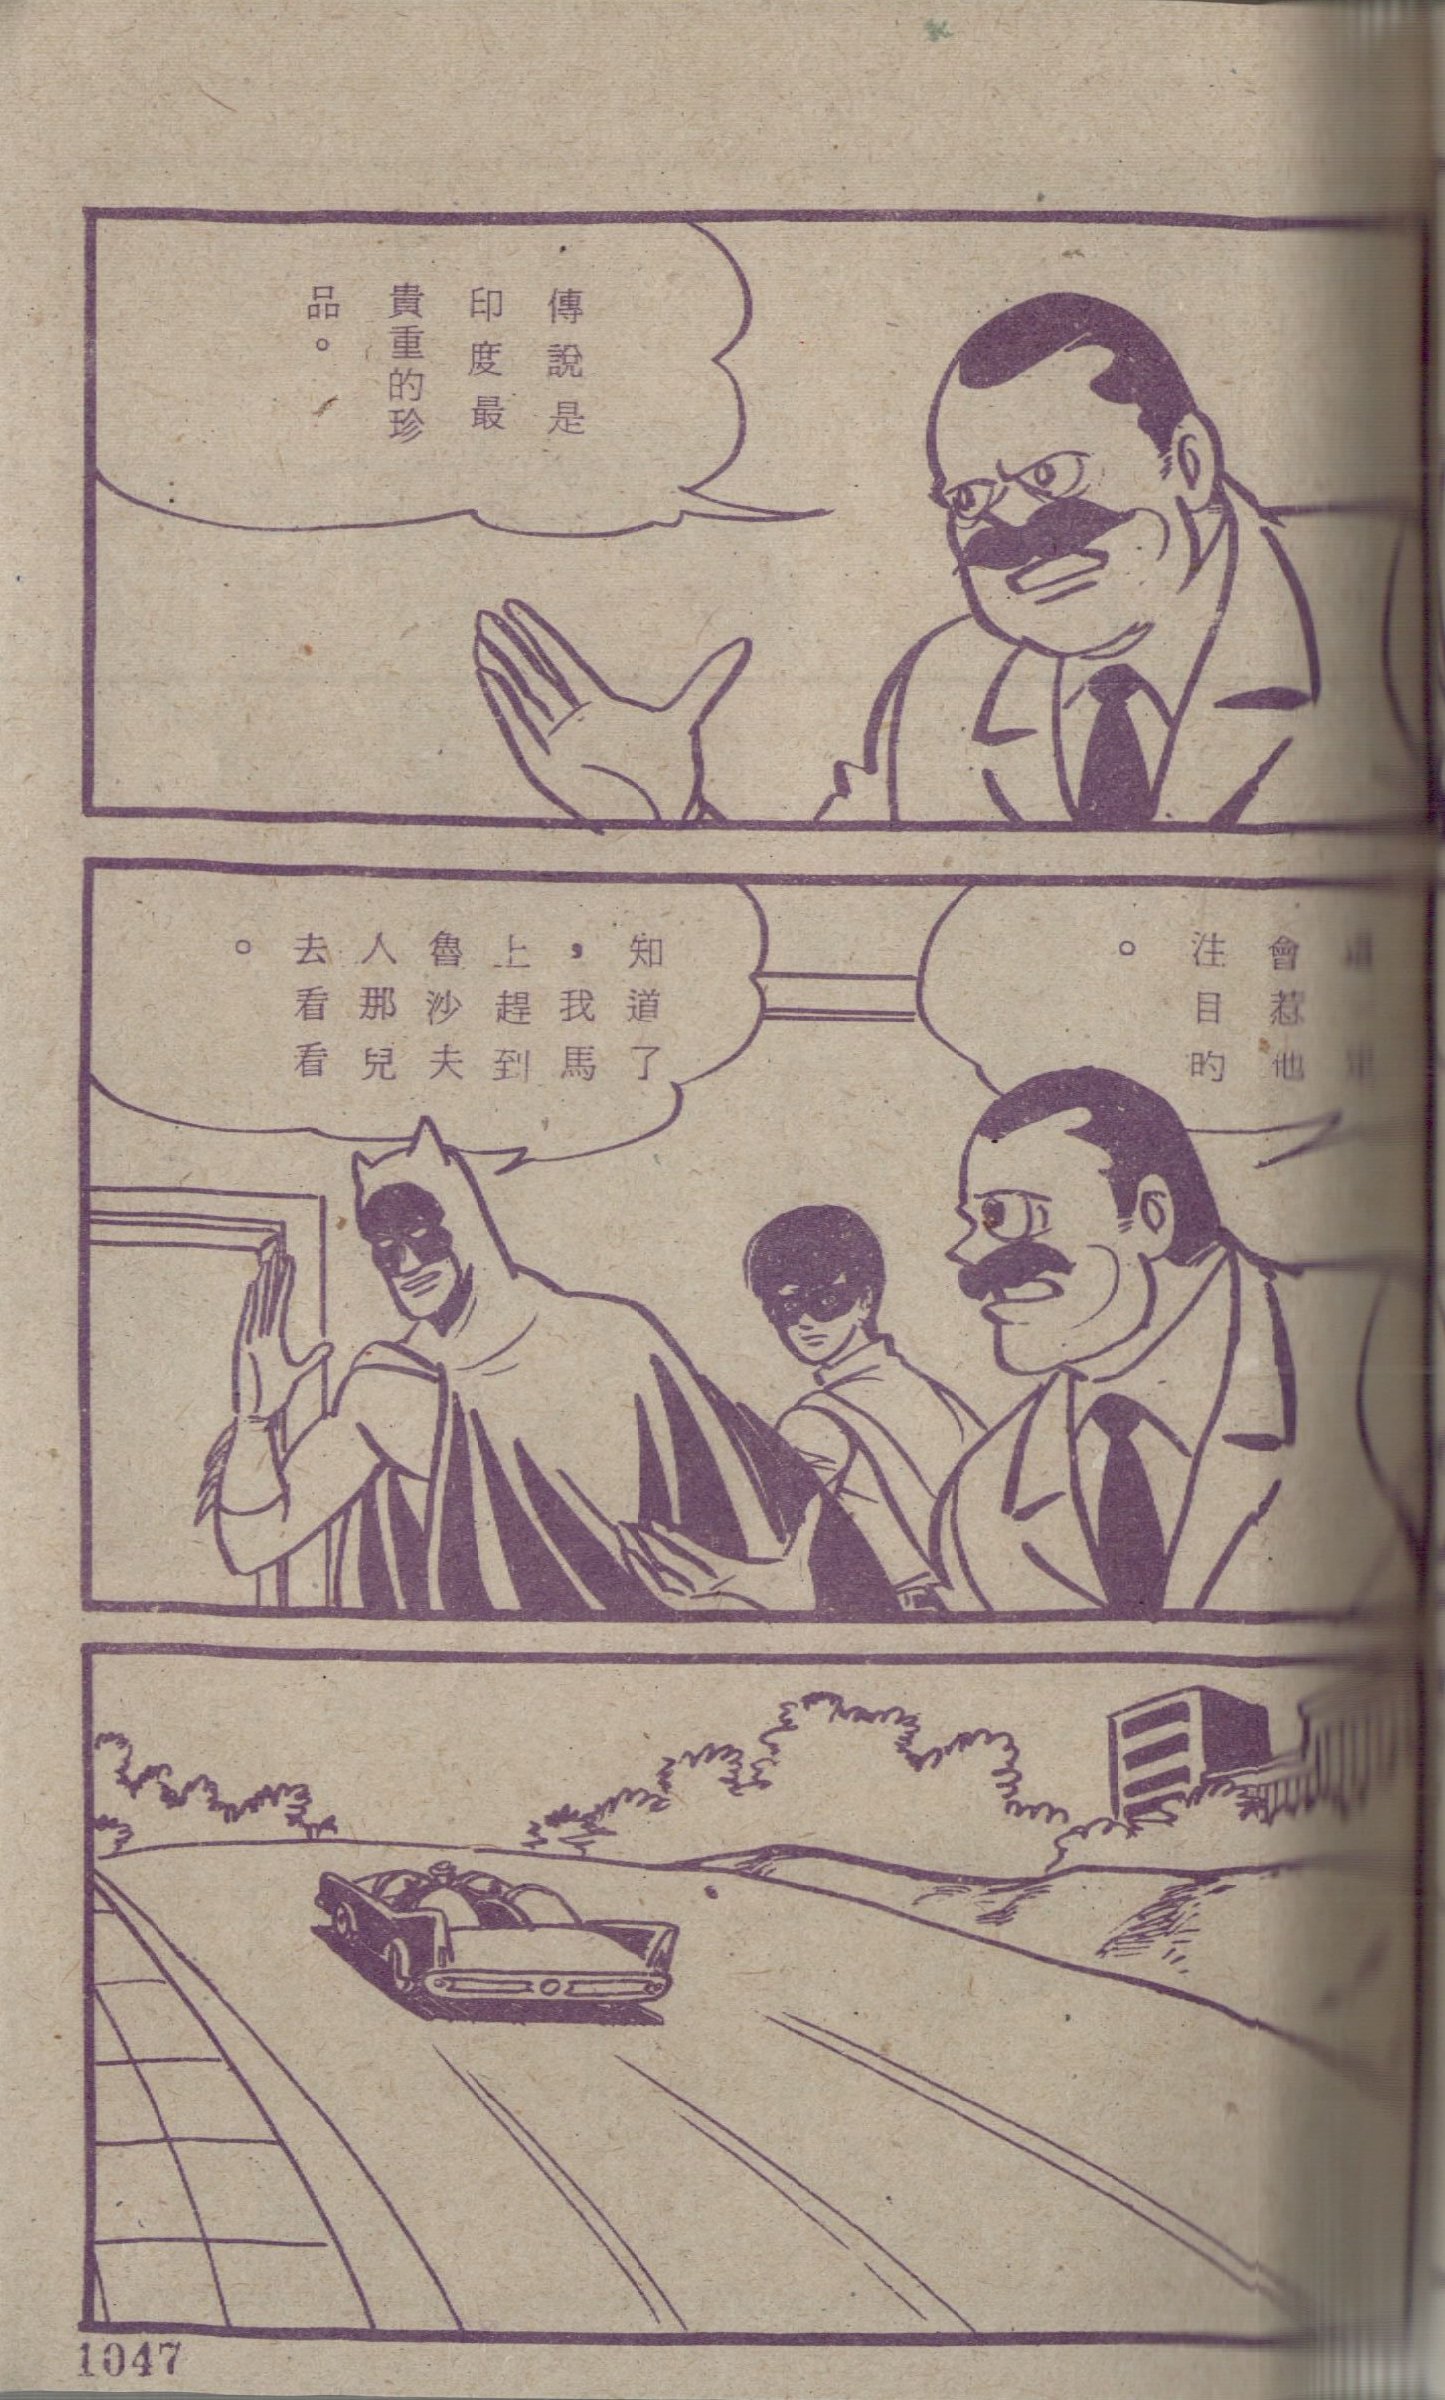 傳說是
印度最
貴重的珍
品。
會惹他
注目的
。
知道了
，我馬
上趕到
魯沙夫
人那兒
去看看
。
1047